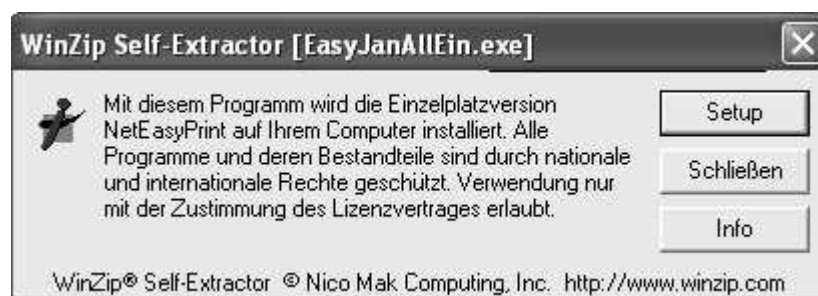 WinZip Self-Extractor [EasyJanAllEin.exe]
Mit diesem Programm wird die Einzelplatzversion
NetEasyPrint auf Ihrem Computer installiert. Alle
Programme und deren Bestandteile sind durch nationale
und internationale Rechte geschützt. Verwendung nur
mit der Zustimmung des Lizenzvertrages erlaubt.
Setup
Schließen
Info
WinZip® Self-Extractor © Nico Mak Computing, Inc. http://www.winzip.com